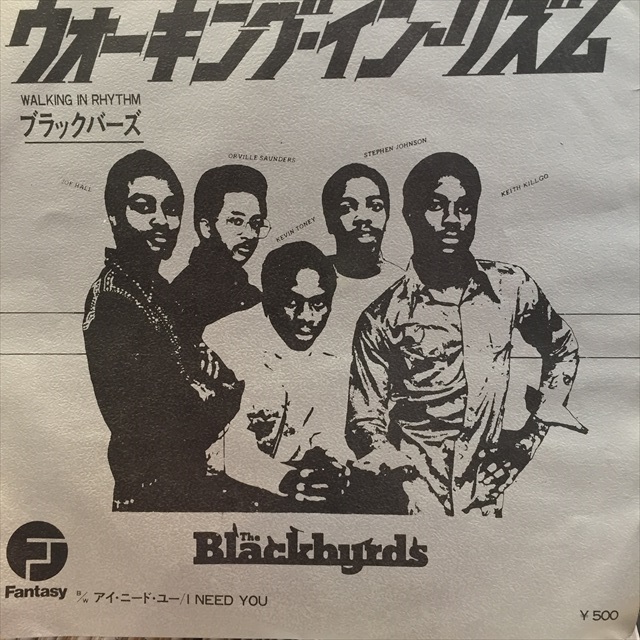 ウォーキング・イン・リズム
WALKING IN RHYTHM
ブラックバーズ
JOE HALL
ORVILLE SAUNDERS
KEVIN TONEY
STEPHEN JOHNSON
KEITH KILLGO
The Blackbyrds
Fantasy
B/W アイ・ニード・ユー/I NEED YOU
¥500